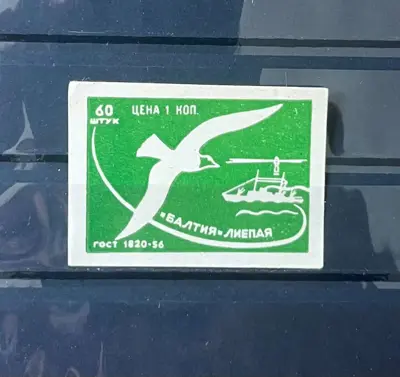 60 ШТУК
ЦЕНА 1 КОП.
«БАЛТИЯ» ЛИЕПАЯ
ГОСТ 1820-56